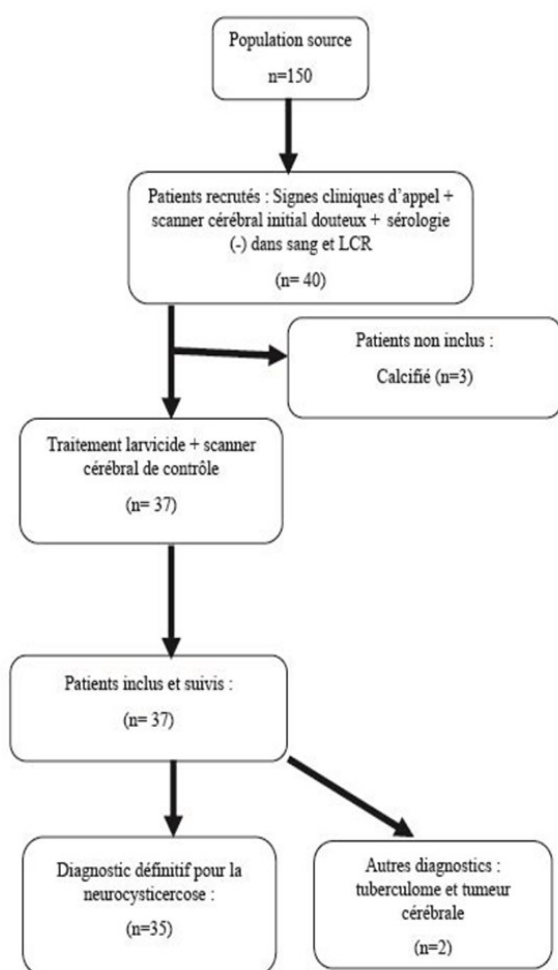 Population source
n=150
Patients recrutés : Signes cliniques d'appel +
scanner cérébral initial douteux + sérologie
(-) dans sang et LCR
(n= 40)
Patients non inclus :
Calcifié (n=3)
Traitement larvicide + scanner
cérébral de contrôle
(n= 37)
Patients inclus et suivis :
(n= 37)
Diagnostic définitif pour la
neurocysticercose :
(n=35)
Autres diagnostics :
tuberculome et tumeur
cérébrale
(n=2)